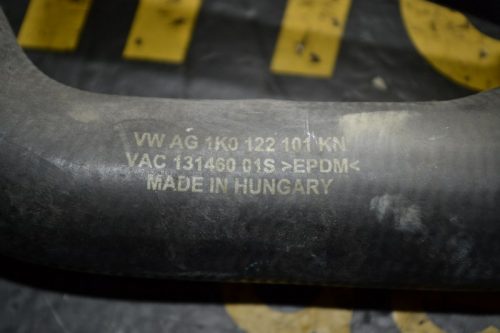 VW AG 1K0 122 101 KN
VAC 131460 01S >EPDM<
MADE IN HUNGARY